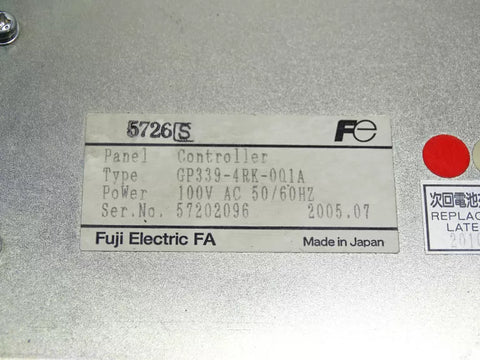 5726 S
Fe
Panel Controller
Type GP339-4RK-001A
PoWer 100V AC 50/60HZ
Ser.No. 57202096 2005.07
Fuji Electric FA Made in Japan
次回電池
REPLAC
LATE